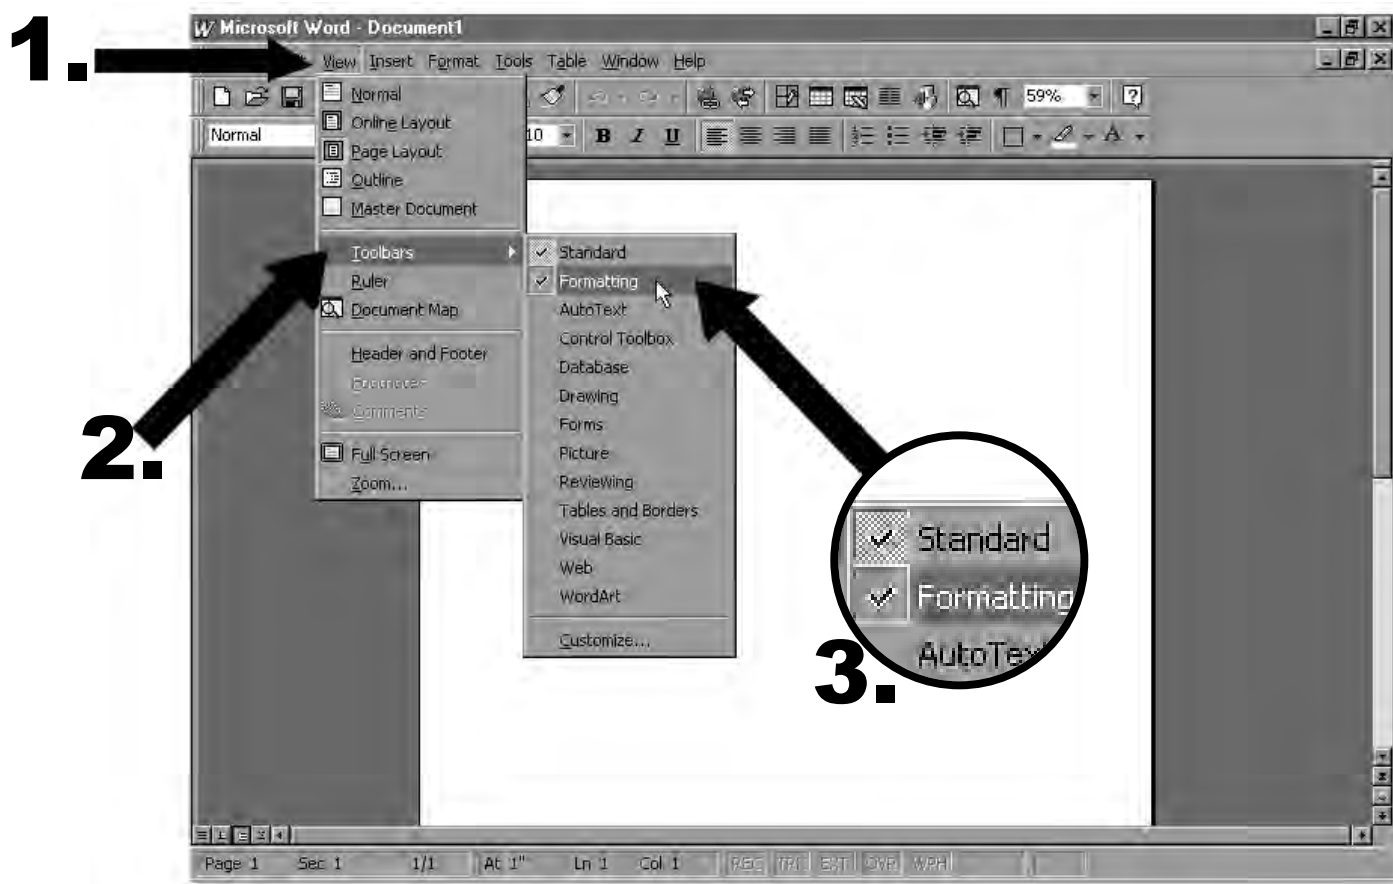 1.
Microsoft Word - Document1
View Insert Format Tools Table Window Help
59%
Normal
10 B I U A
Normal
Online Layout
Page Layout
Outline
Master Document
Toolbars
Ruler
Document Map
Header and Footer
Footnotes
Comments
Full Screen
Zoom...
2.
Standard
Formatting
AutoText
Control Toolbox
Database
Drawing
Forms
Picture
Reviewing
Tables and Borders
Visual Basic
Web
WordArt
Customize...
Standard
Formatting
3.
Page 1 Sec 1 1/1 At 1" Ln 1 Col 1 REC TRK EXT OVR WPH